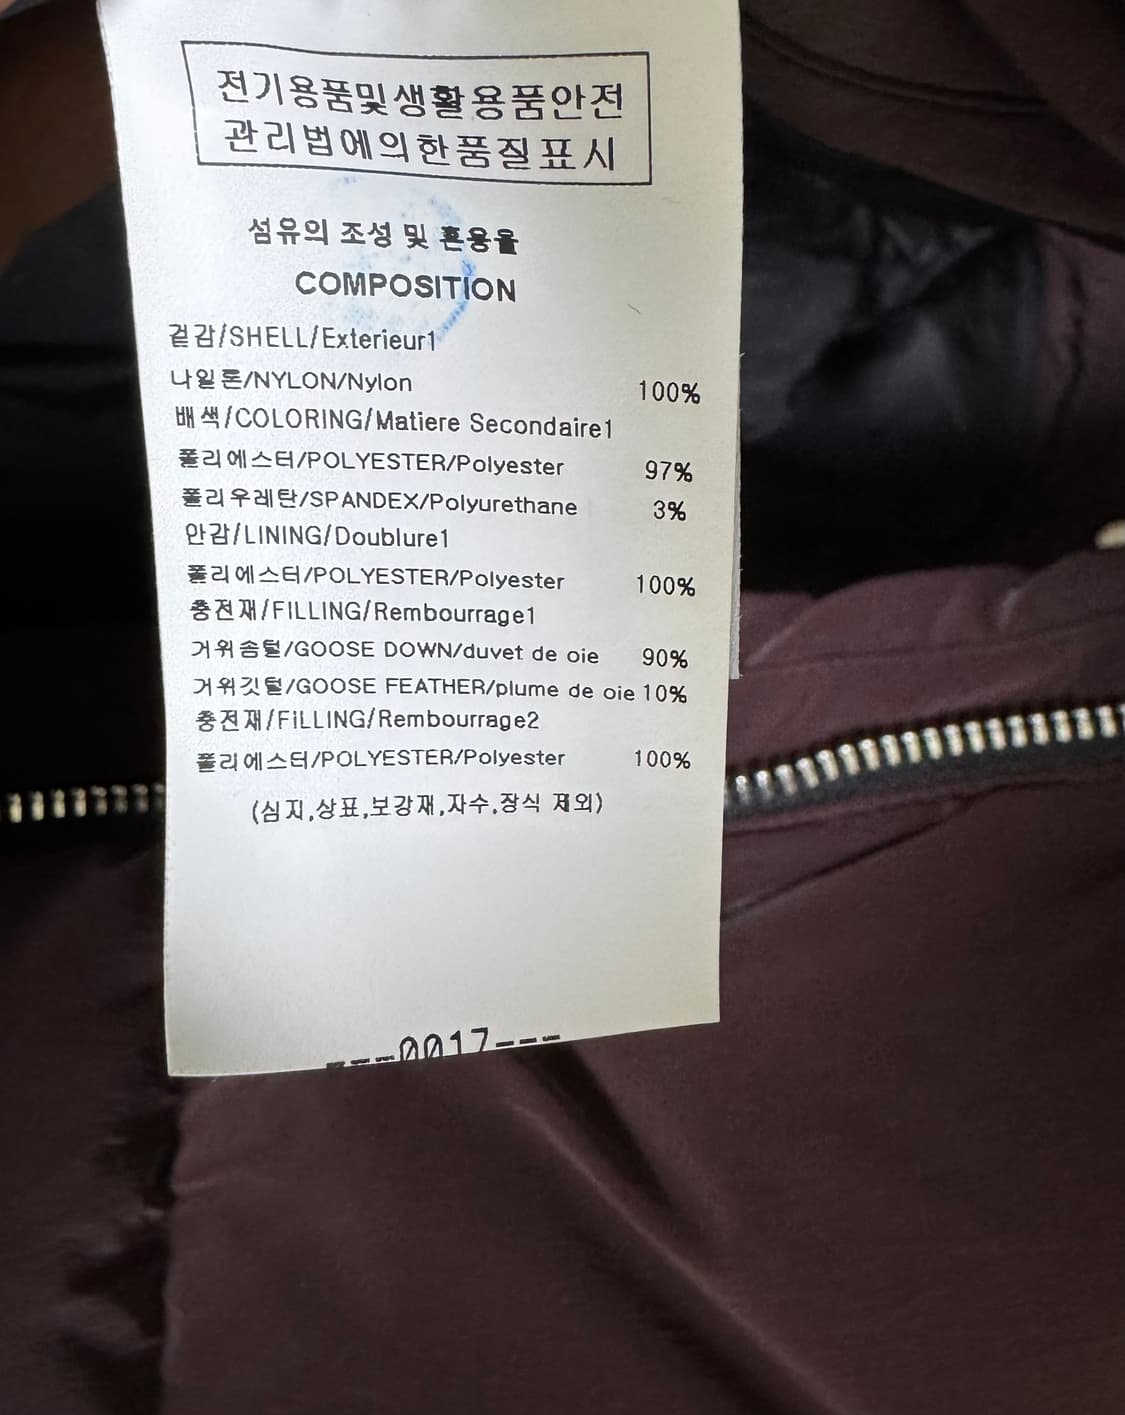 전기용품및생활용품안전
관리법에의한품질표시
섬유의 조성 및 혼용율
COMPOSITION
겉감/SHELL/Exterieur1
나일론/NYLON/Nylon 100%
배색/COLORING/Matiere Secondaire1
폴리에스터/POLYESTER/Polyester 97%
폴리우레탄/SPANDEX/Polyurethane 3%
안감/LINING/Doublure1
폴리에스터/POLYESTER/Polyester 100%
충전재/FILLING/Rembourrage1
거위솜털/GOOSE DOWN/duvet de oie 90%
거위깃털/GOOSE FEATHER/plume de oie 10%
충전재/FiLLING/Rembourrage2
폴리에스터/POLYESTER/Polyester 100%
(심지,상표,보강재,자수,장식 제외)
---0017---